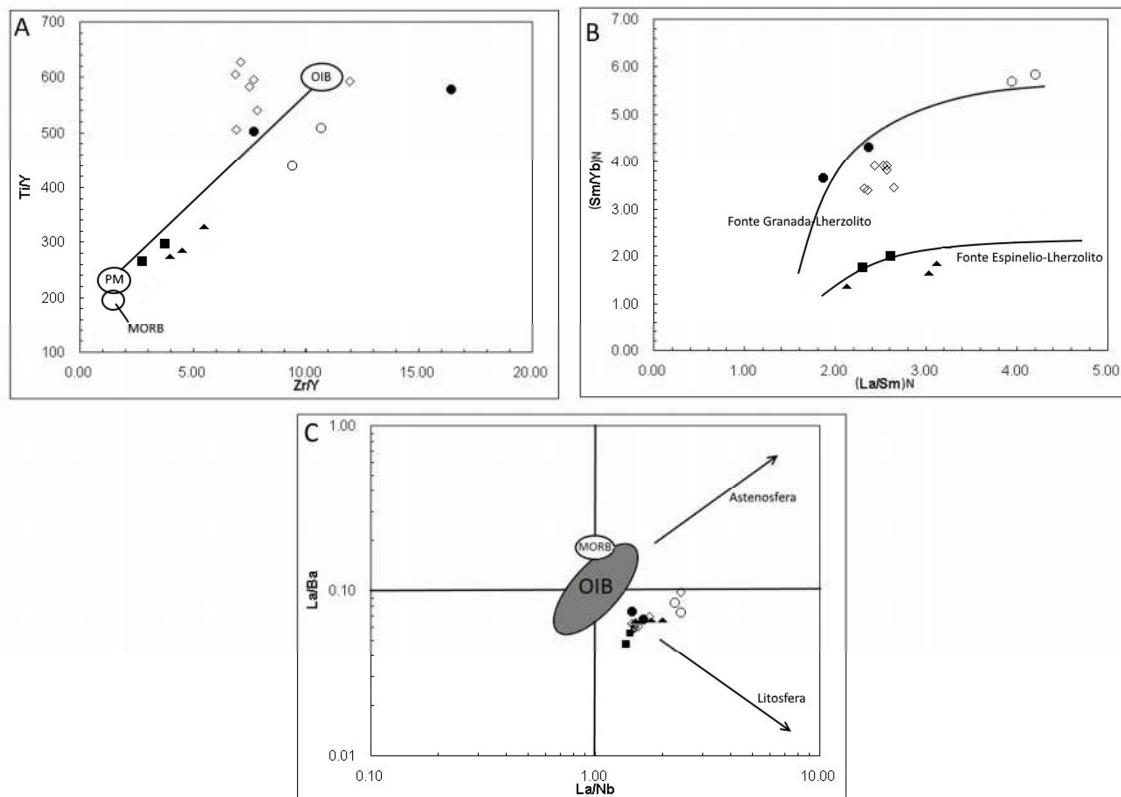 A
700
600
500
400
300
200
100
Ti/Y
OIB
PM
MORB
0.00
5.00
10.00
15.00
20.00
Zr/Y
B
7.00
6.00
5.00
4.00
3.00
2.00
1.00
0.00
(Sm/Yb)N
Fonte Granada-Lherzolito
Fonte Espinelio-Lherzolito
0.00
1.00
2.00
3.00
4.00
5.00
(La/Sm)N
C
1.00
0.10
0.01
La/Ba
MORB
OIB
Astenosfera
Litosfera
0.10
1.00
10.00
La/Nb